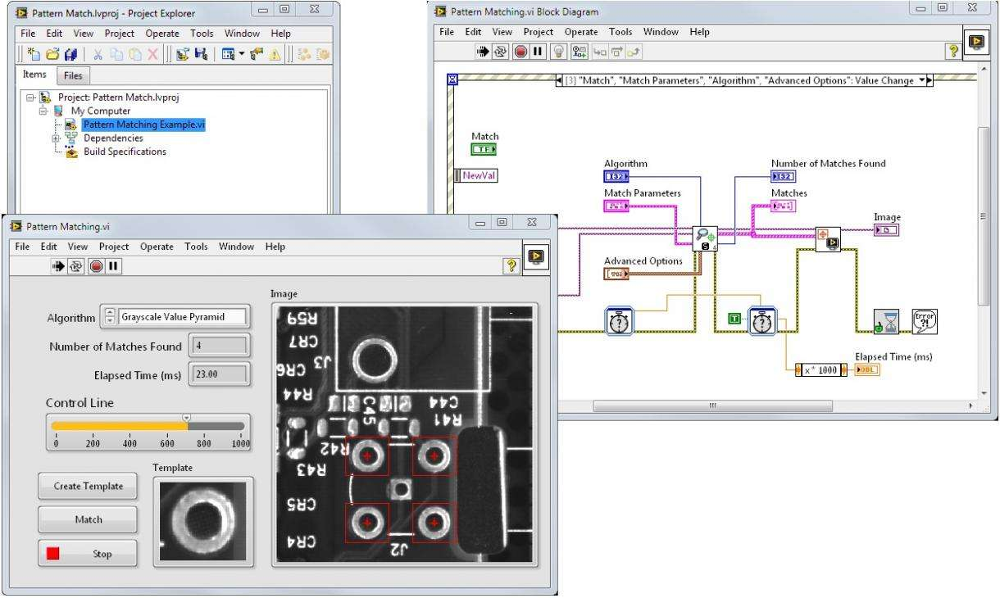 Pattern Match.lvproj - Project Explorer
File Edit View Project Operate Tools Window Help
Items Files
Project: Pattern Match.lvproj
My Computer
Pattern Matching Example.vi
Dependencies
Build Specifications
Pattern Matching.vi Block Diagram
File Edit View Project Operate Tools Window Help
[3] "Match", "Match Parameters", "Algorithm", "Advanced Options": Value Change
Match
TF
NewVal
Algorithm
I32
Match Parameters
Advanced Options
Number of Matches Found
I32
Matches
Image
T
Error
?!
x* 1000
Elapsed Time (ms)
DBL
Pattern Matching.vi
File Edit View Project Operate Tools Window Help
Algorithm Grayscale Value Pyramid
Number of Matches Found 4
Elapsed Time (ms) 23.00
Control Line
0 200 400 600 800 1000
Create Template
Match
Stop
Template
Image
R59
CR7
J3
CR6
R44
C45
C44
R41
R42
R43
CR5
CR4
J2